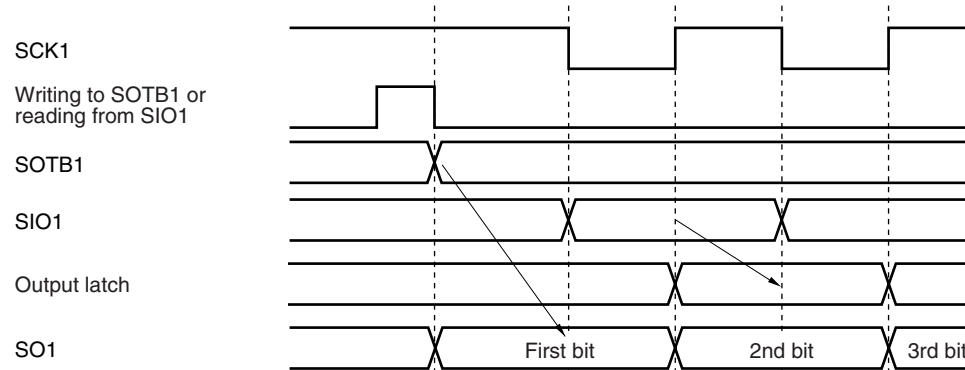 SCK1
Writing to SOTB1 or
reading from SIO1
SOTB1
SIO1
Output latch
SO1
First bit
2nd bit
3rd bit